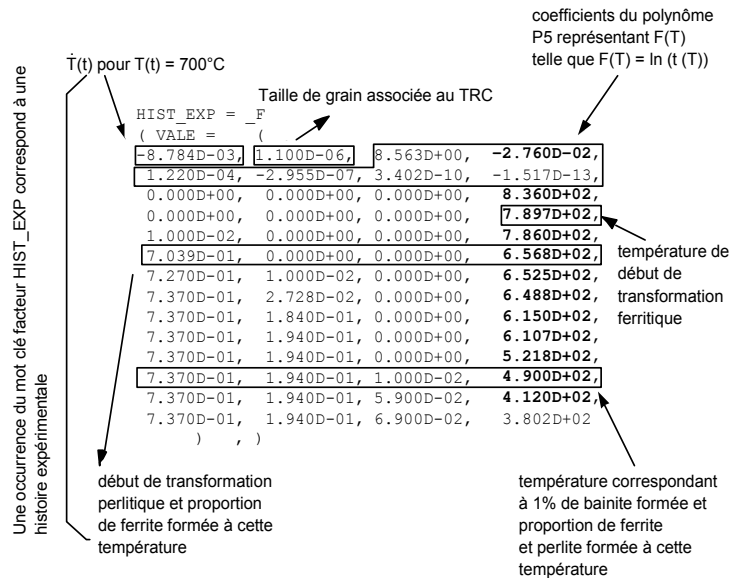 coefficients du polynôme
P5 représentant F(T)
telle que F(T) = ln (t (T))
Ṫ(t) pour T(t) = 700°C
Taille de grain associée au TRC
Une occurrence du mot clé facteur HIST_EXP correspond à une
histoire expérimentale
HIST_EXP = _F
( VALE = (
-8.784D-03, 1.100D-06, 8.563D+00, -2.760D-02,
1.220D-04, -2.955D-07, 3.402D-10, -1.517D-13,
0.000D+00, 0.000D+00, 0.000D+00, 8.360D+02,
0.000D+00, 0.000D+00, 0.000D+00, 7.897D+02,
1.000D-02, 0.000D+00, 0.000D+00, 7.860D+02,
7.039D-01, 0.000D+00, 0.000D+00, 6.568D+02,
7.270D-01, 1.000D-02, 0.000D+00, 6.525D+02,
7.370D-01, 2.728D-02, 0.000D+00, 6.488D+02,
7.370D-01, 1.840D-01, 0.000D+00, 6.150D+02,
7.370D-01, 1.940D-01, 0.000D+00, 6.107D+02,
7.370D-01, 1.940D-01, 0.000D+00, 5.218D+02,
7.370D-01, 1.940D-01, 1.000D-02, 4.900D+02,
7.370D-01, 1.940D-01, 5.900D-02, 4.120D+02,
7.370D-01, 1.940D-01, 6.900D-02, 3.802D+02
) , )
température de
début de
transformation
ferritique
début de transformation
perlitique et proportion
de ferrite formée à cette
température
température correspondant
à 1% de bainite formée et
proportion de ferrite
et perlite formée à cette
température